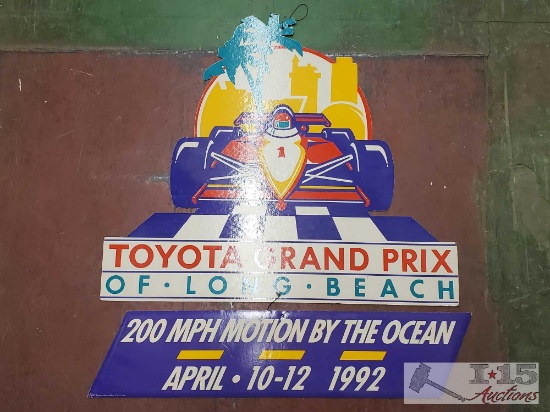 1
TOYOTA GRAND PRIX
OF · LONG · BEACH
200 MPH MOTION BY THE OCEAN
APRIL · 10-12 1992
I·15
Auctions